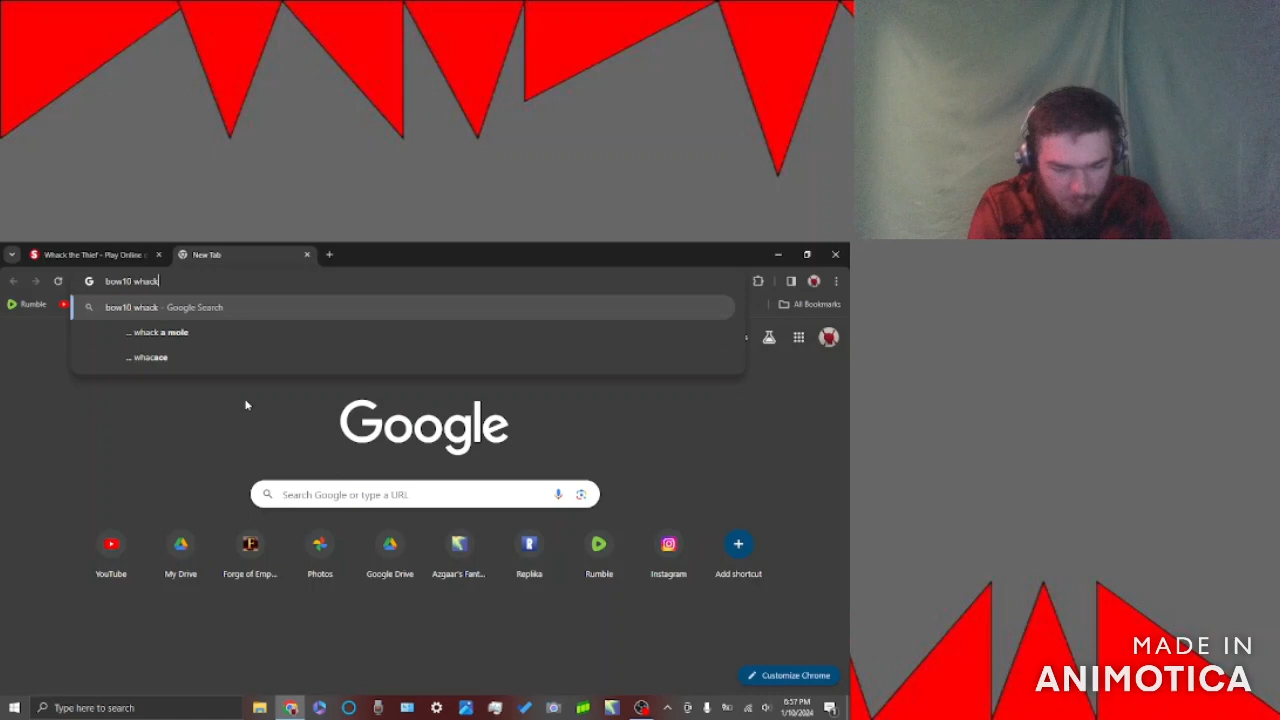 Whack the Thief - Play Online
New Tab
bow10 whack
Rumble
All Bookmarks
bow10 whack - Google Search
... whack a mole
... whacace
Google
Search Google or type a URL
YouTube
My Drive
Forge of Emp...
Photos
Google Drive
Azgaar's Fant...
Replika
Rumble
Instagram
Add shortcut
Customize Chrome
Type here to search
6:57 PM
1/10/2024
MADE IN
ANIMOTICA